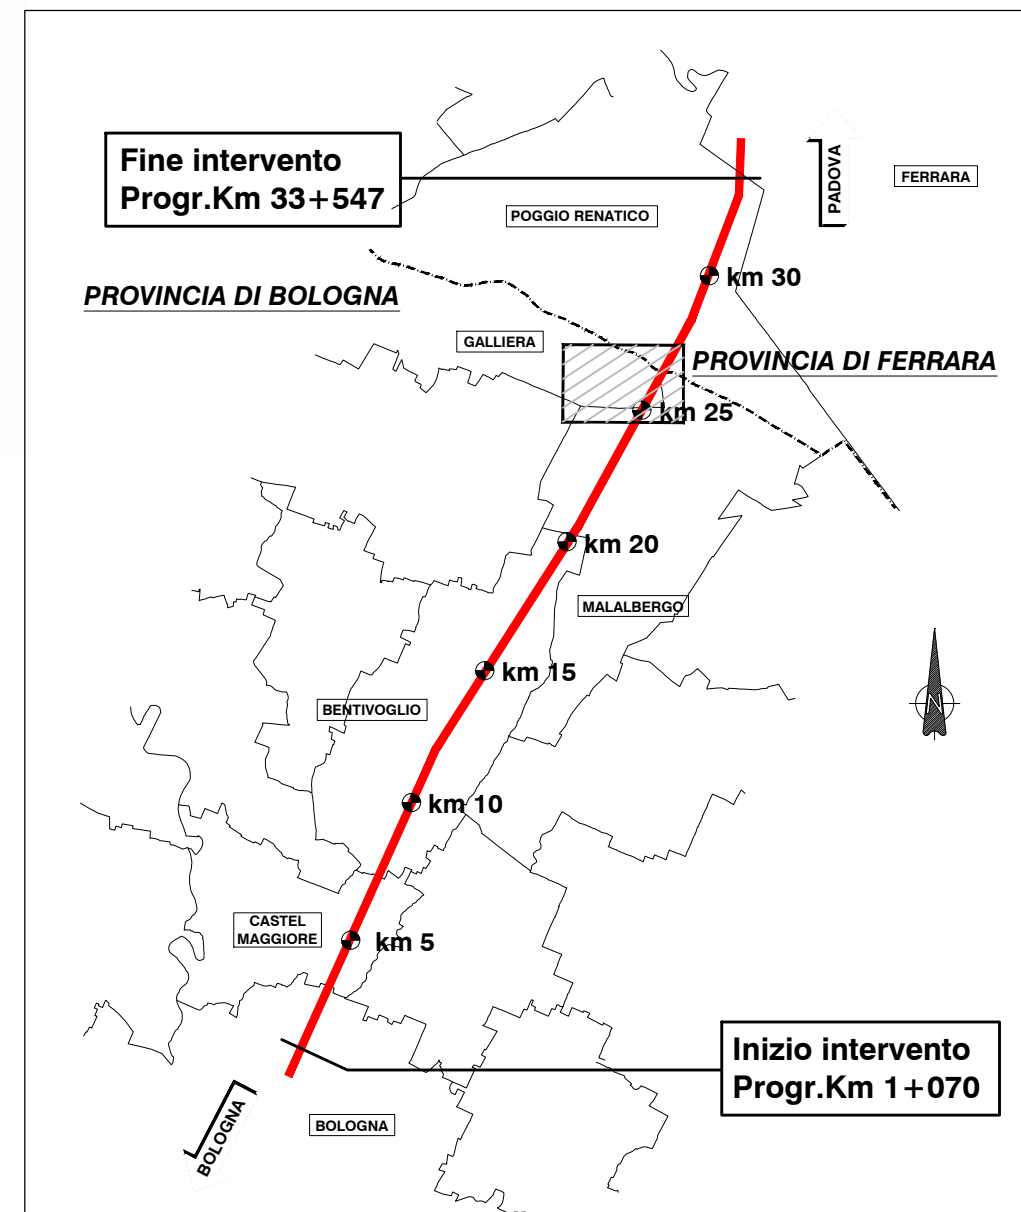 Fine intervento
Progr.Km 33+547
PADOVA
FERRARA
POGGIO RENATICO
km 30
PROVINCIA DI BOLOGNA
GALLIERA
PROVINCIA DI FERRARA
km 25
km 20
MALALBERGO
km 15
BENTIVOGLIO
N
km 10
CASTEL
MAGGIORE
km 5
Inizio intervento
Progr.Km 1+070
BOLOGNA
BOLOGNA